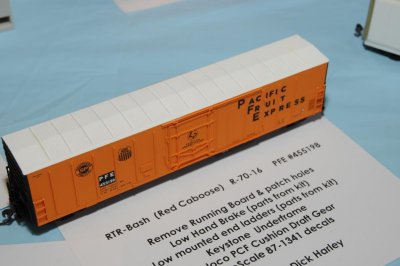 PACIFIC
FRUIT
EXPRESS
PFE
RTR-Bash (Red Caboose) R-70-16 PFE #455198
Remove Running Board & patch holes
Low Hand Brake (parts from kit)
Low mounted end ladders (parts from kit)
Keystone Underframe
PCF Cushion Draft Gear
Scale 87-1341 decals
Dick Harley